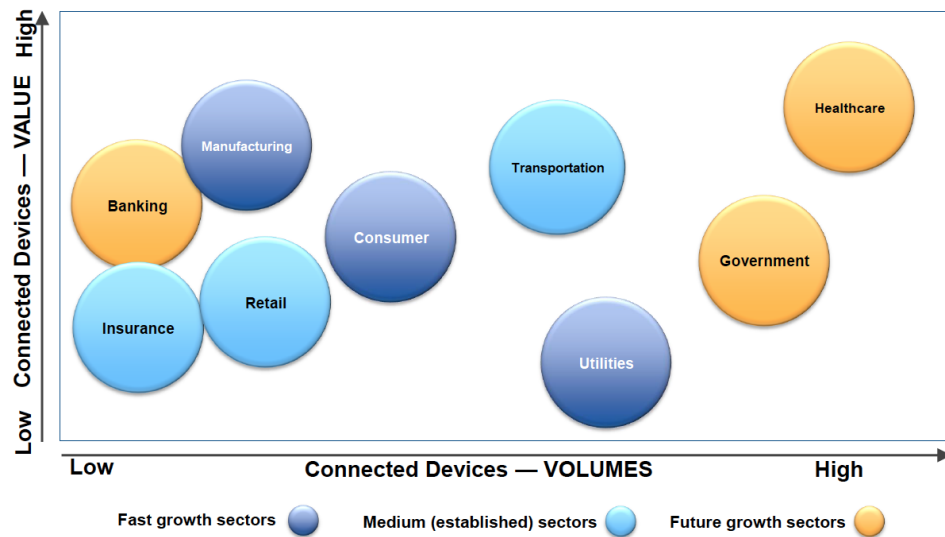 High
Connected Devices — VALUE
Low
Healthcare
Manufacturing
Transportation
Banking
Consumer
Government
Retail
Insurance
Utilities
Low
Connected Devices — VOLUMES
High
Fast growth sectors
Medium (established) sectors
Future growth sectors